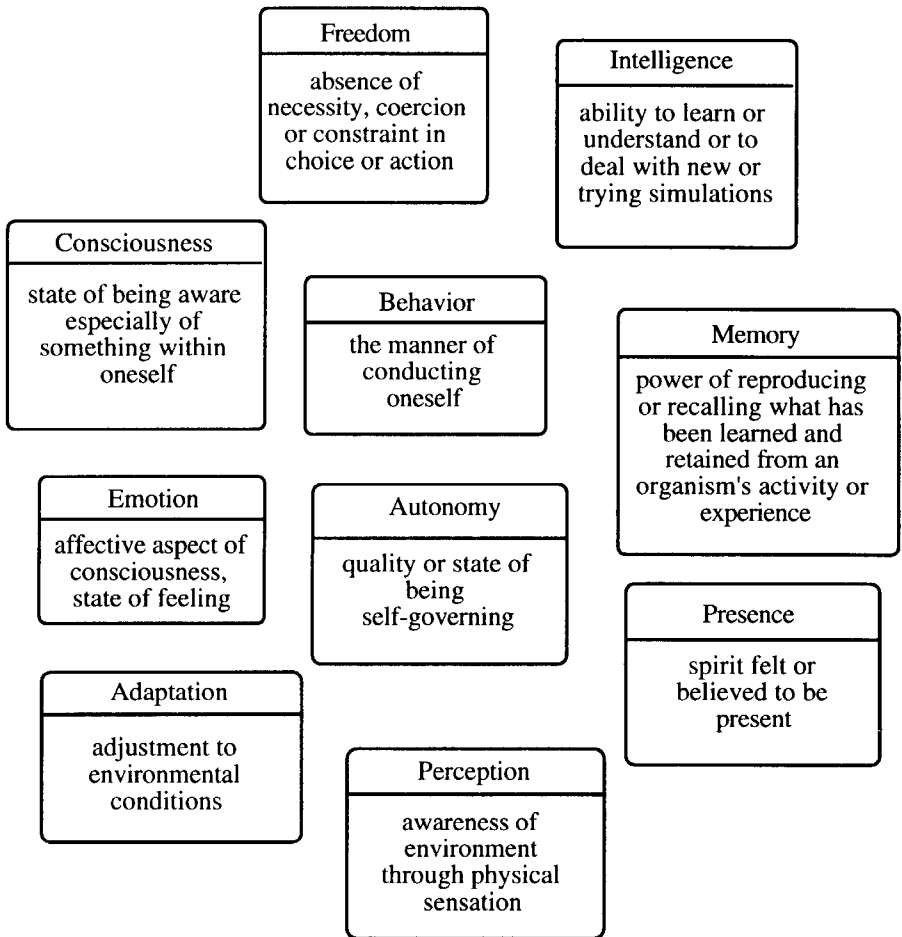 Freedom
absence of
necessity, coercion
or constraint in
choice or action
Intelligence
ability to learn or
understand or to
deal with new or
trying simulations
Consciousness
state of being aware
especially of
something within
oneself
Behavior
the manner of
conducting
oneself
Memory
power of reproducing
or recalling what has
been learned and
retained from an
organism's activity or
experience
Emotion
affective aspect of
consciousness,
state of feeling
Autonomy
quality or state of
being
self-governing
Presence
spirit felt or
believed to be
present
Adaptation
adjustment to
environmental
conditions
Perception
awareness of
environment
through physical
sensation